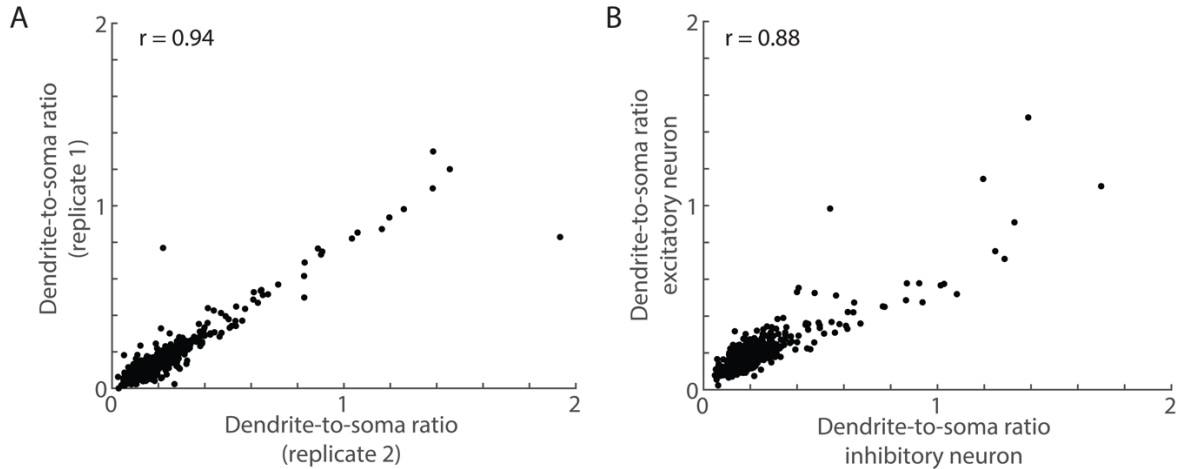 A
r = 0.94
Dendrite-to-soma ratio
(replicate 1)
2
1
0
0
1
2
Dendrite-to-soma ratio
(replicate 2)
B
r = 0.88
Dendrite-to-soma ratio
excitatory neuron
2
1
0
0
1
2
Dendrite-to-soma ratio
inhibitory neuron